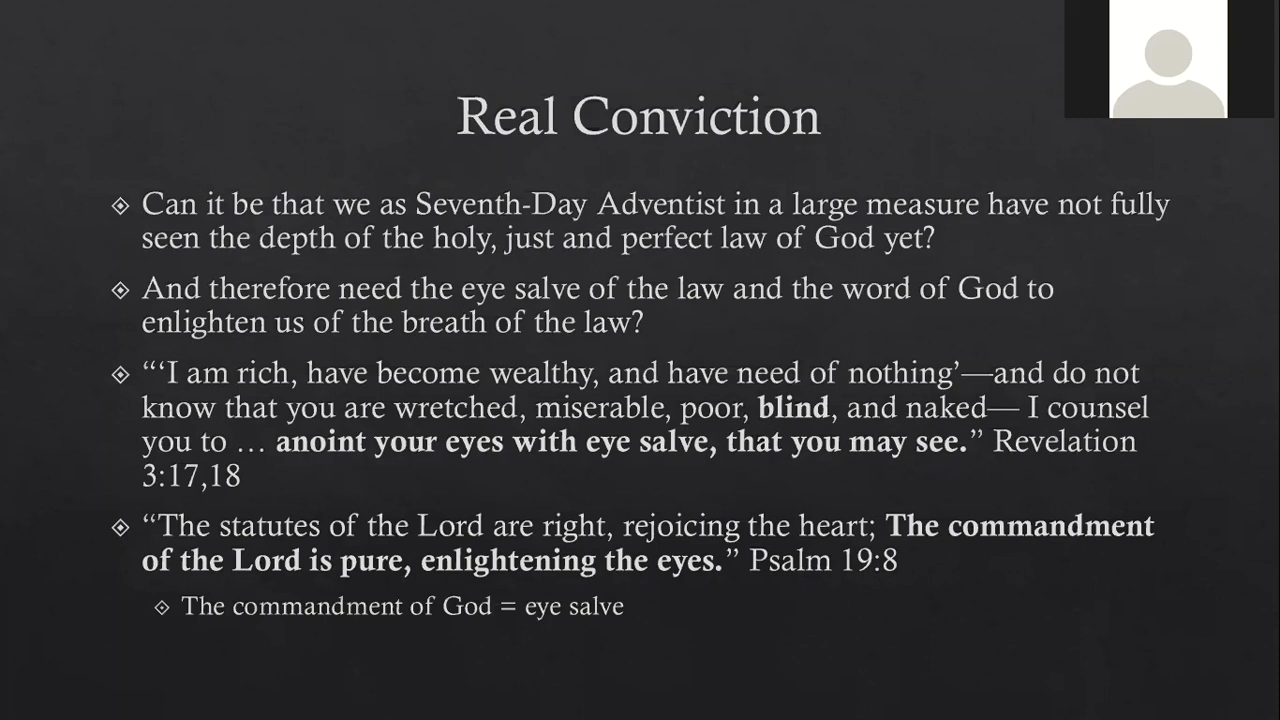 Real Conviction
Can it be that we as Seventh-Day Adventist in a large measure have not fully
seen the depth of the holy, just and perfect law of God yet?
And therefore need the eye salve of the law and the word of God to
enlighten us of the breath of the law?
“‘I am rich, have become wealthy, and have need of nothing’—and do not
know that you are wretched, miserable, poor, blind, and naked— I counsel
you to … anoint your eyes with eye salve, that you may see.” Revelation
3:17,18
“The statutes of the Lord are right, rejoicing the heart; The commandment
of the Lord is pure, enlightening the eyes.” Psalm 19:8
The commandment of God = eye salve